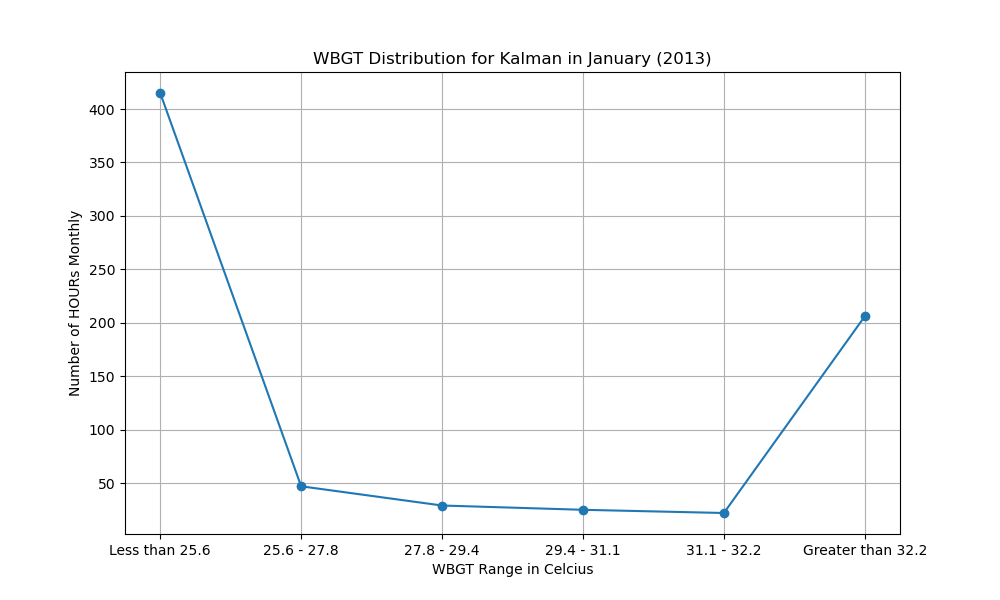 WBGT Distribution for Kalman in January (2013)
Number of HOURs Monthly
400
350
300
250
200
150
100
50
Less than 25.6
25.6 - 27.8
27.8 - 29.4
29.4 - 31.1
31.1 - 32.2
Greater than 32.2
WBGT Range in Celcius